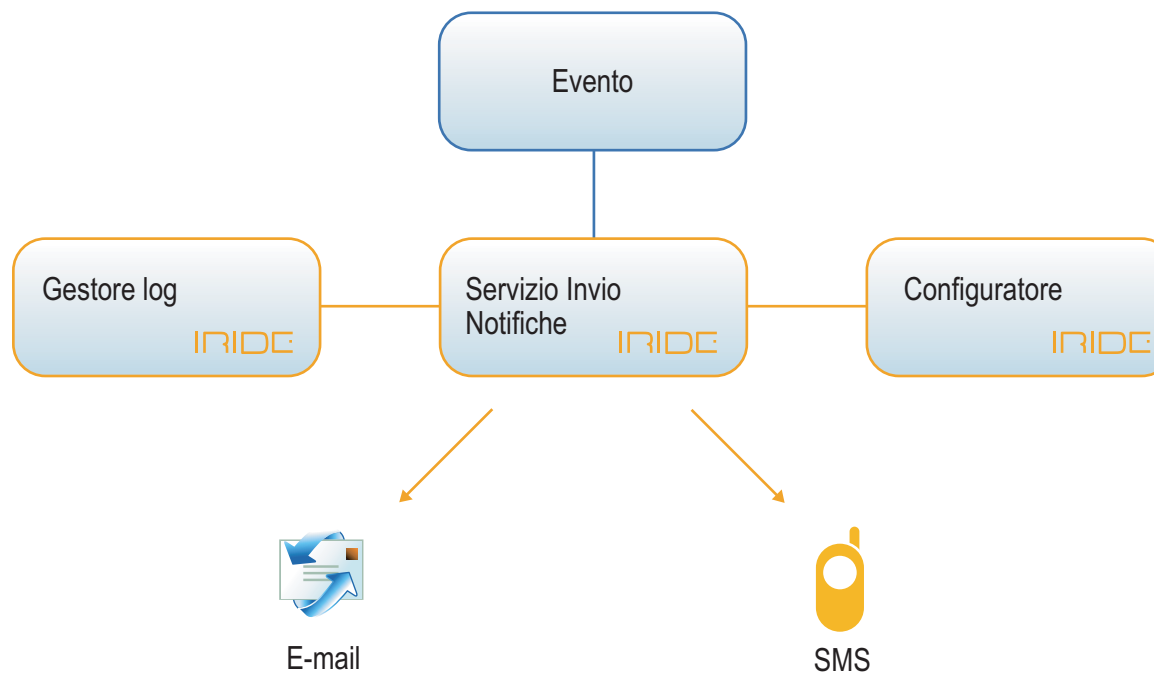 Evento
Gestore log
IRIDE
Servizio Invio
Notifiche
IRIDE
Configuratore
IRIDE
E-mail
SMS